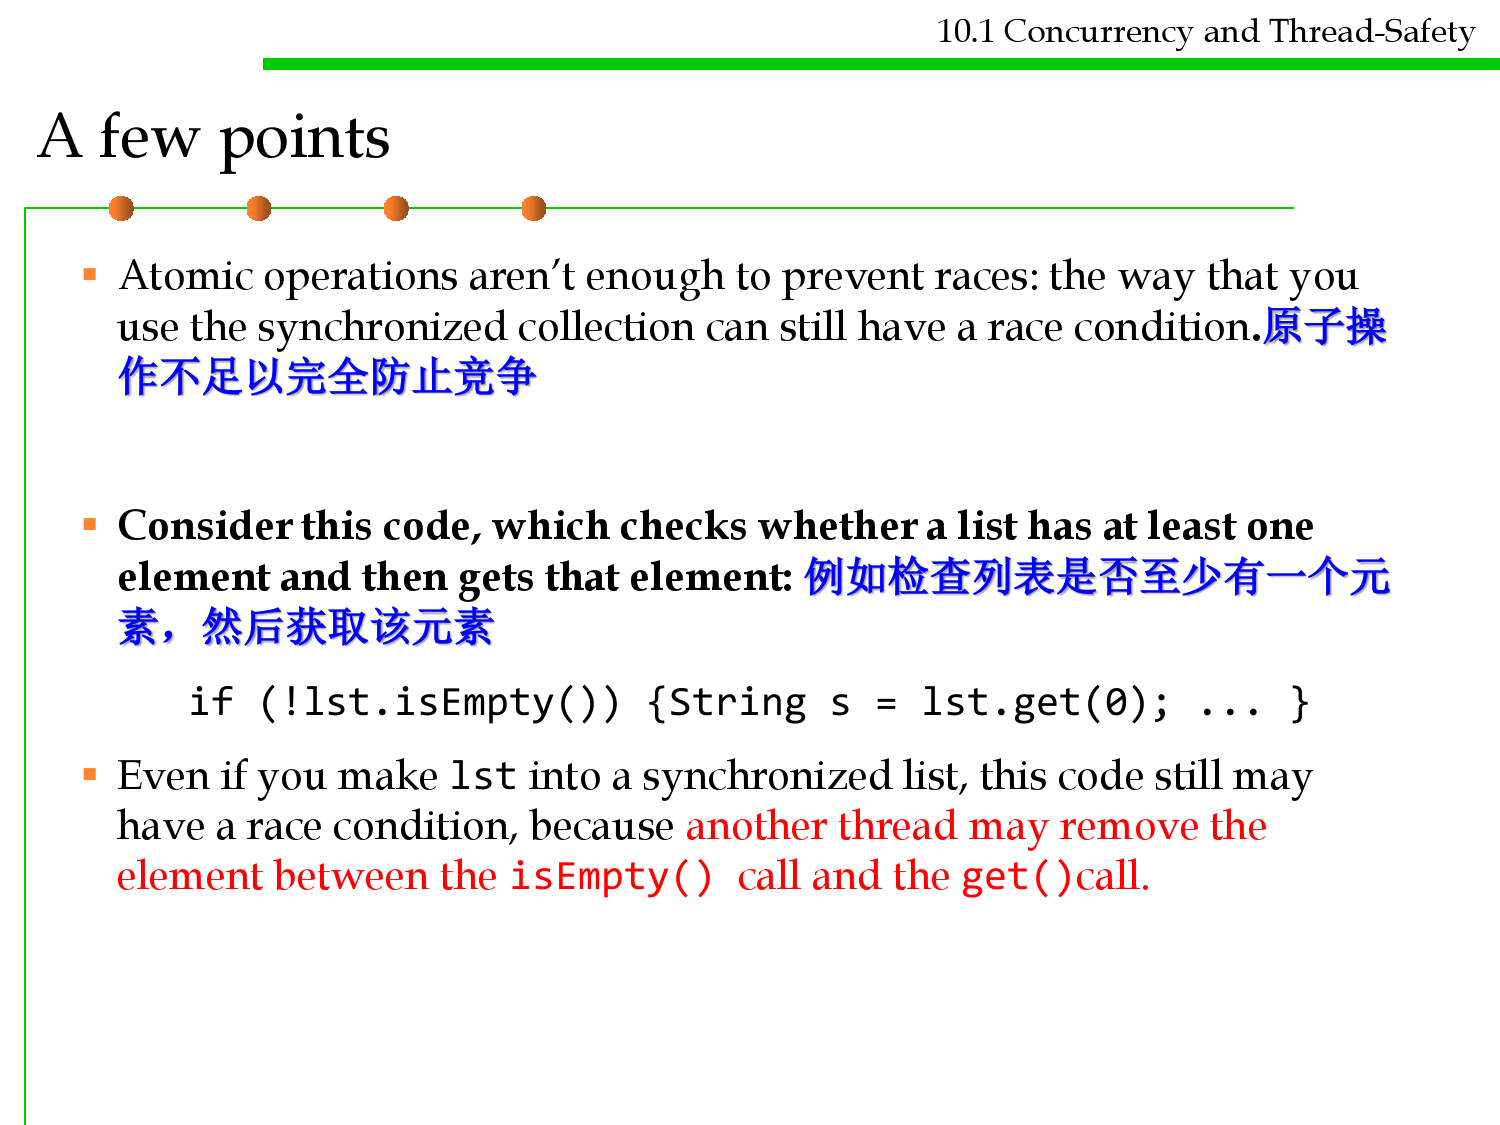 10.1 Concurrency and Thread-Safety
A few points
Atomic operations aren’t enough to prevent races: the way that you
use the synchronized collection can still have a race condition.原子操
作不足以完全防止竞争
Consider this code, which checks whether a list has at least one
element and then gets that element: 例如检查列表是否至少有一个元
素，然后获取该元素
if (!lst.isEmpty()) {String s = lst.get(0); ... }
Even if you make lst into a synchronized list, this code still may
have a race condition, because another thread may remove the
element between the isEmpty() call and the get()call.